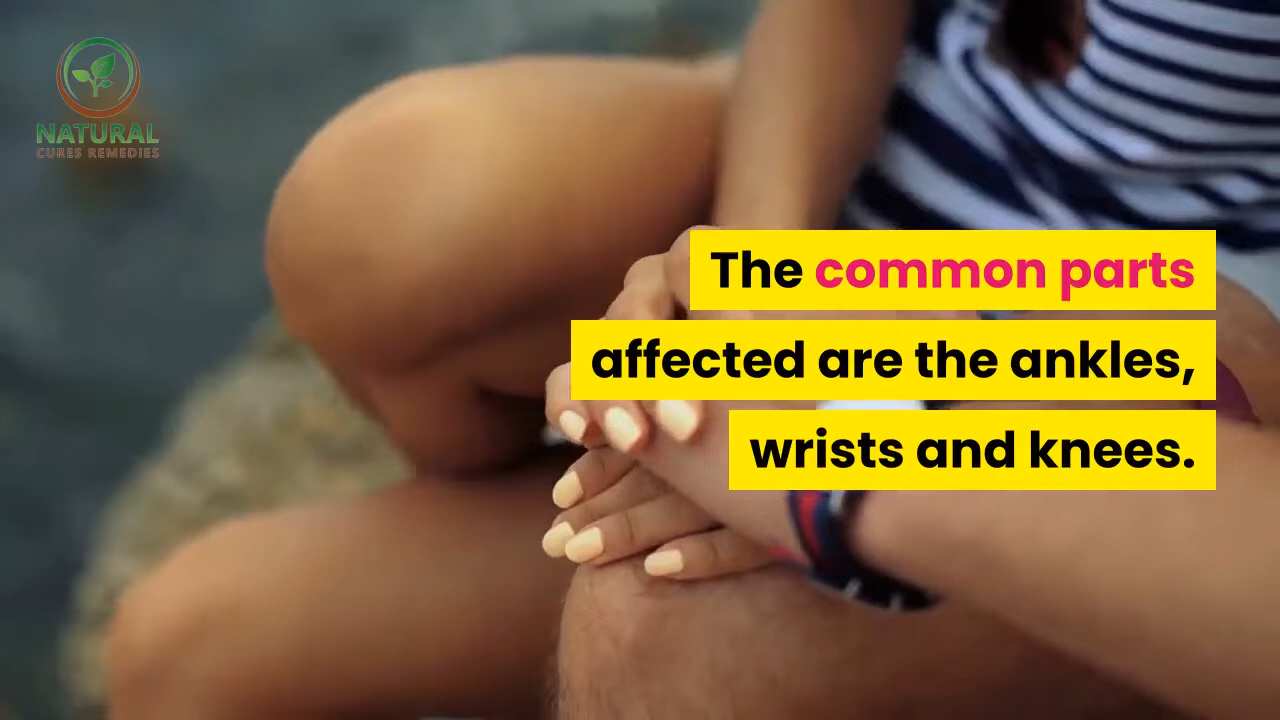 NATURAL
CURES REMEDIES
The common parts
affected are the ankles,
wrists and knees.